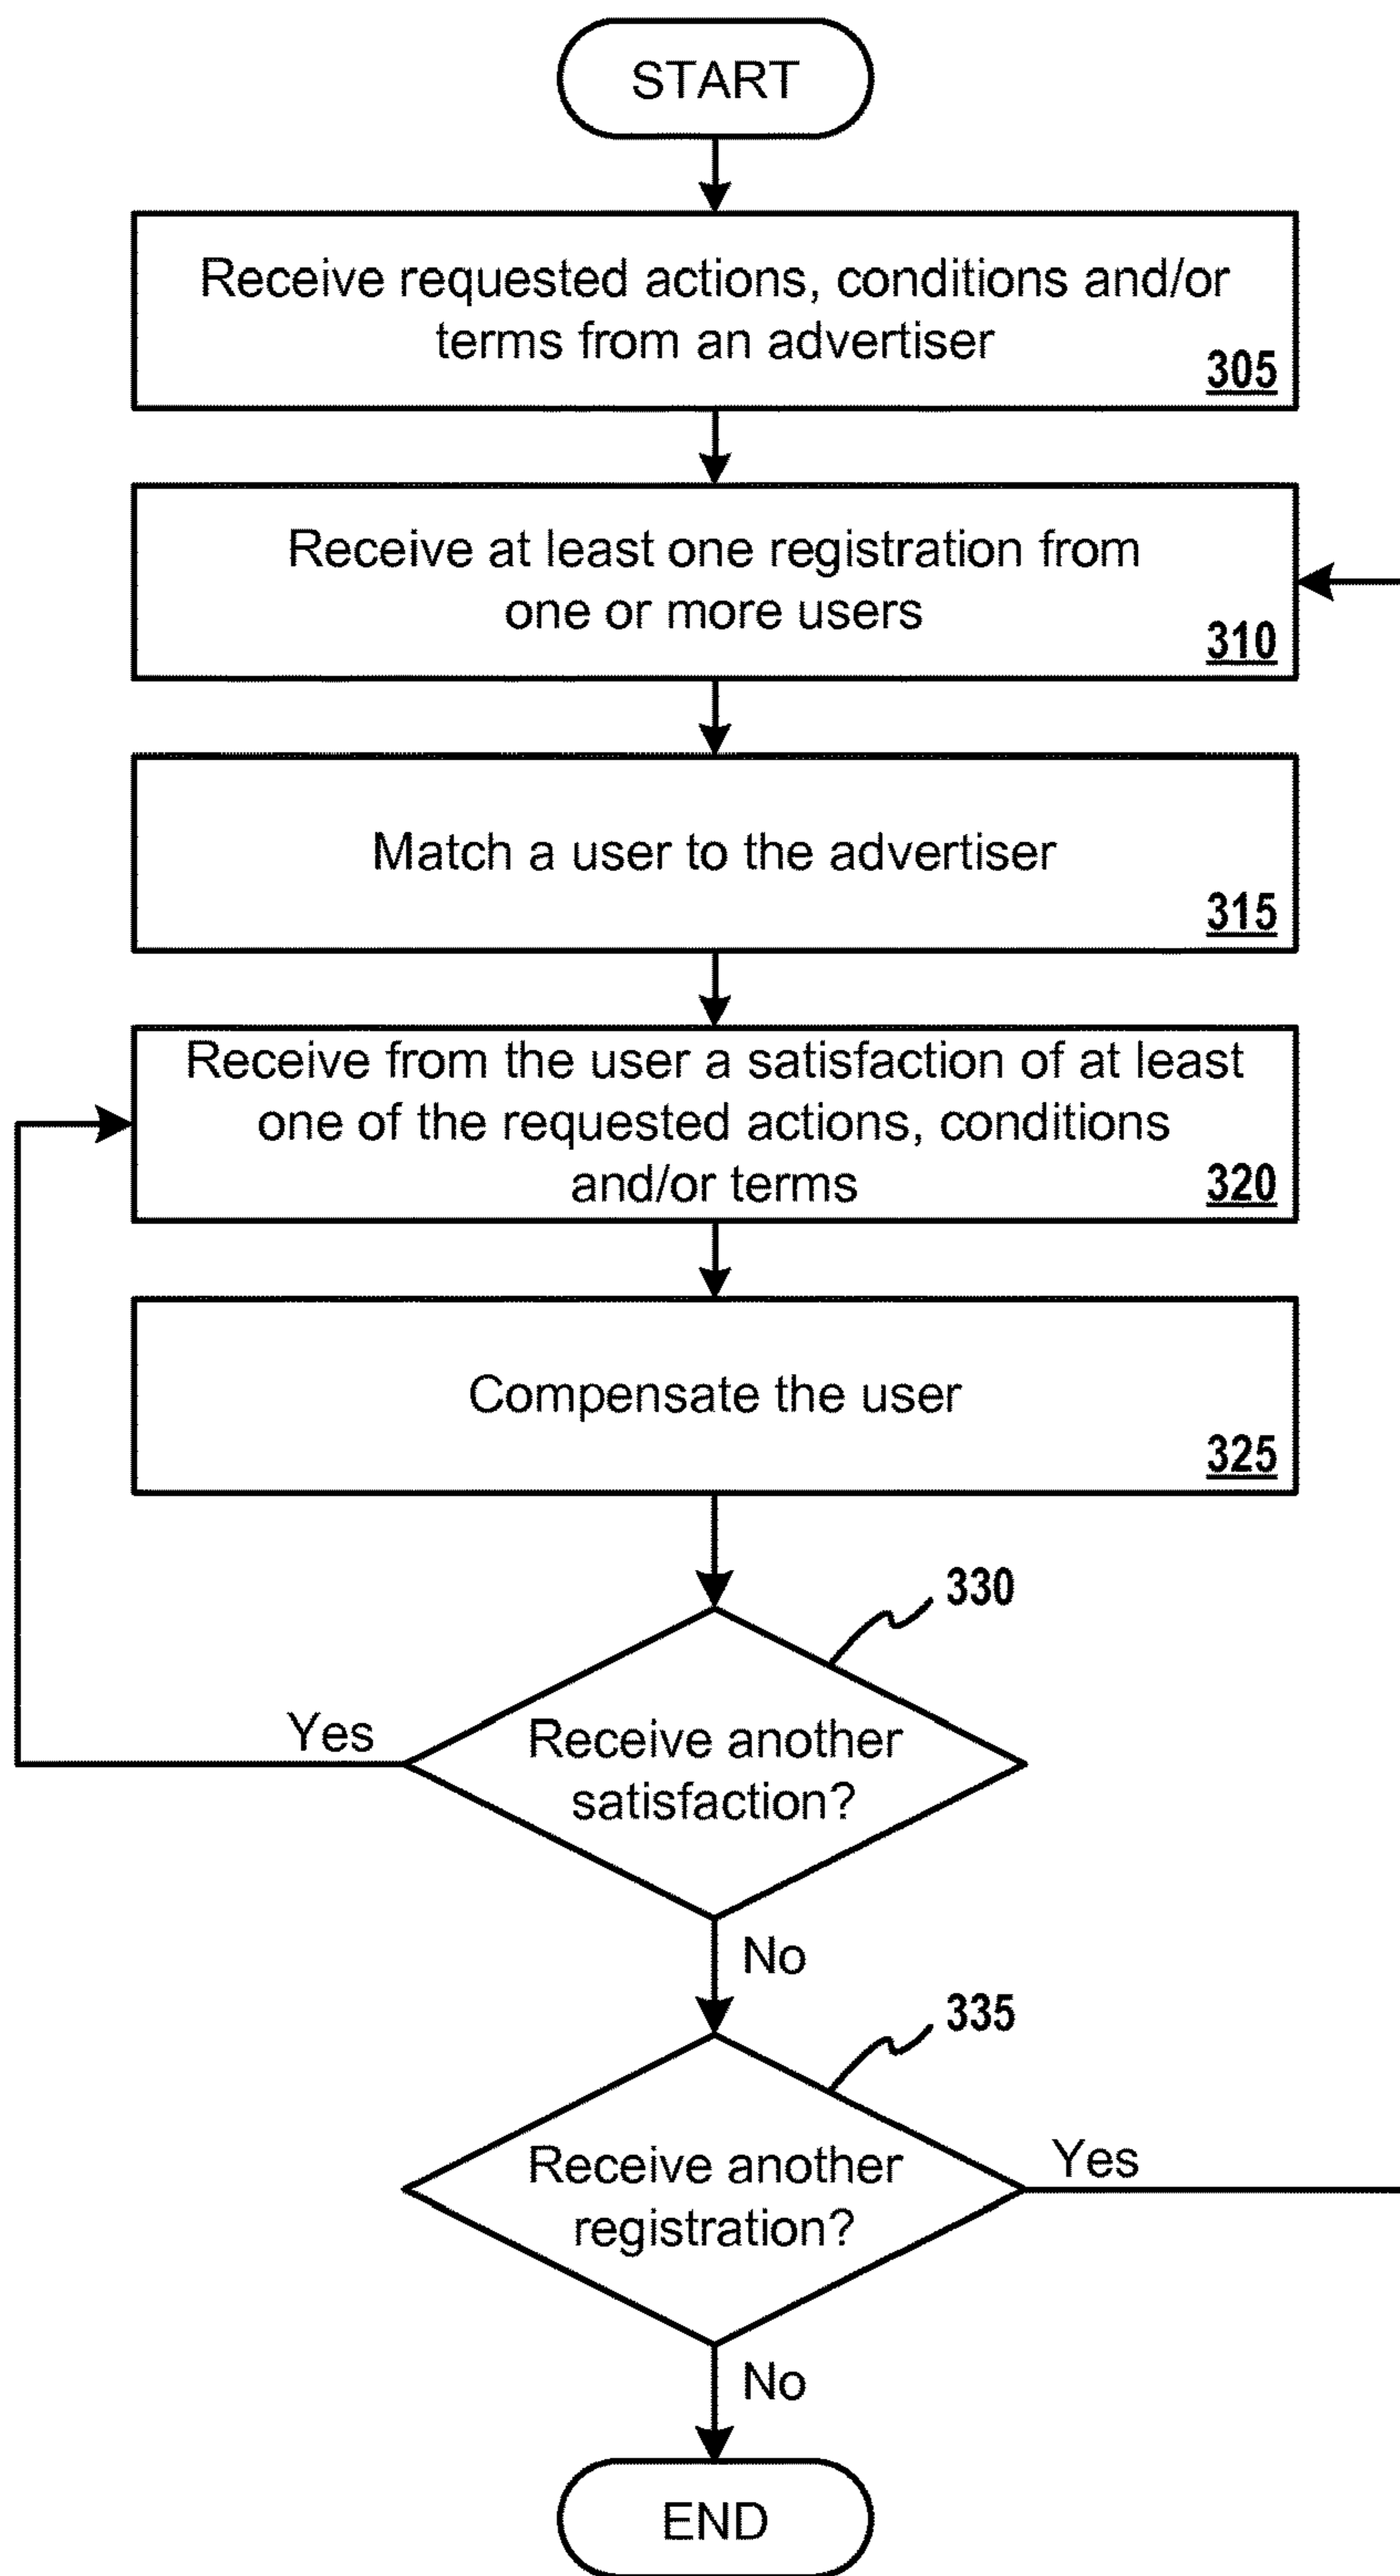 START
Receive requested actions, conditions and/or
terms from an advertiser
305
Receive at least one registration from
one or more users
310
Match a user to the advertiser
315
Receive from the user a satisfaction of at least
one of the requested actions, conditions
and/or terms
320
Compensate the user
325
330
Receive another
satisfaction?
Yes
No
335
Receive another
registration?
Yes
No
END